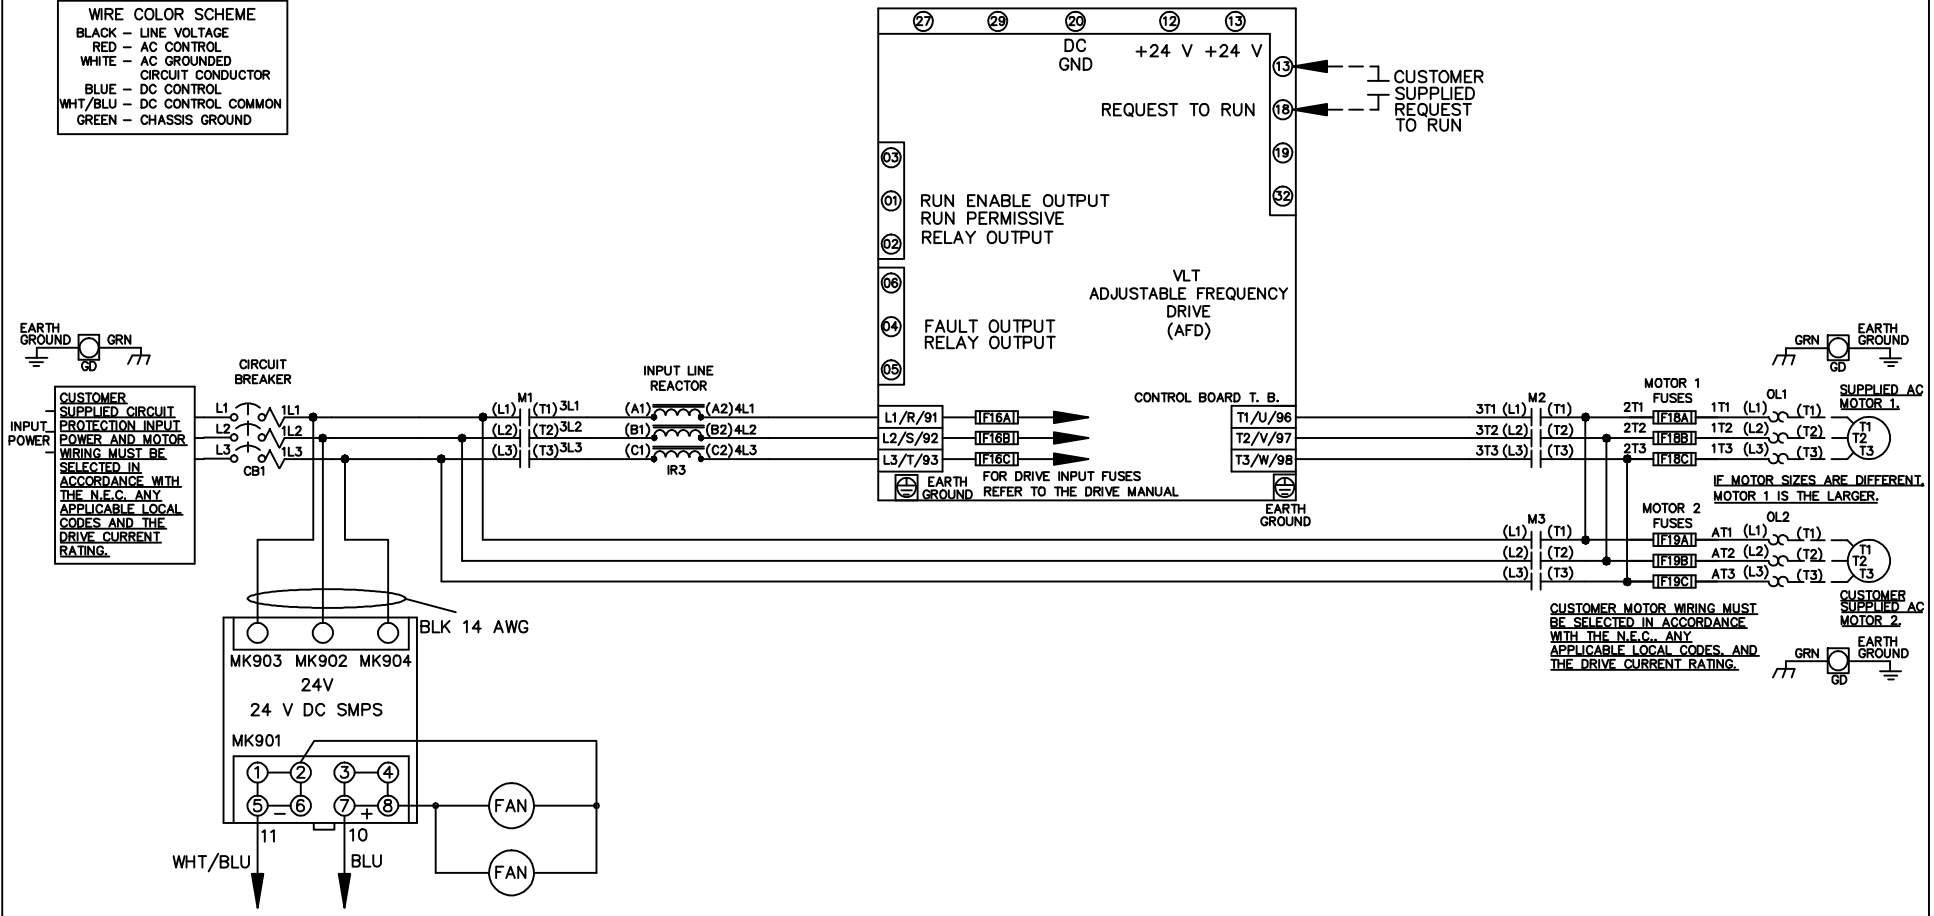 WIRE COLOR SCHEME
BLACK – LINE VOLTAGE
RED – AC CONTROL
WHITE – AC GROUNDED
CIRCUIT CONDUCTOR
BLUE – DC CONTROL
WHT/BLU – DC CONTROL COMMON
GREEN – CHASSIS GROUND
27 29 20 12 13
DC
GND
+24 V +24 V
13
REQUEST TO RUN 18
19
32
CUSTOMER
SUPPLIED
REQUEST
TO RUN
03
01
02
RUN ENABLE OUTPUT
RUN PERMISSIVE
RELAY OUTPUT
06
04
05
FAULT OUTPUT
RELAY OUTPUT
VLT
ADJUSTABLE FREQUENCY
DRIVE
(AFD)
EARTH
GROUND
GRN
GD
INPUT
POWER
CUSTOMER
SUPPLIED CIRCUIT
PROTECTION INPUT
POWER AND MOTOR
WIRING MUST BE
SELECTED IN
ACCORDANCE WITH
THE N.E.C. ANY
APPLICABLE LOCAL
CODES AND THE
DRIVE CURRENT
RATING.
CIRCUIT
BREAKER
L1 1L1
L2 1L2
L3 1L3
CB1
M1
(L1) (T1) 3L1
(L2) (T2) 3L2
(L3) (T3) 3L3
INPUT LINE
REACTOR
(A1) (A2) 4L1
(B1) (B2) 4L2
(C1) (C2) 4L3
IR3
L1/R/91 F16A
L2/S/92 F16B
L3/T/93 F16C
EARTH
GROUND
FOR DRIVE INPUT FUSES
REFER TO THE DRIVE MANUAL
CONTROL BOARD T. B.
T1/U/96
T2/V/97
T3/W/98
EARTH
GROUND
M2
3T1 (L1) (T1)
3T2 (L2) (T2)
3T3 (L3) (T3)
MOTOR 1
FUSES
2T1 F18A 1T1 (L1) (T1)
2T2 F18B 1T2 (L2) (T2)
2T3 F18C 1T3 (L3) (T3)
OL1
GRN
GD
EARTH
GROUND
SUPPLIED AC
MOTOR 1.
T1
T2
T3
IF MOTOR SIZES ARE DIFFERENT,
MOTOR 1 IS THE LARGER.
M3
(L1) (T1)
(L2) (T2)
(L3) (T3)
MOTOR 2
FUSES
F19A AT1 (L1) (T1)
F19B AT2 (L2) (T2)
F19C AT3 (L3) (T3)
OL2
T1
T2
T3
CUSTOMER
SUPPLIED AC
MOTOR 2.
CUSTOMER MOTOR WIRING MUST
BE SELECTED IN ACCORDANCE
WITH THE N.E.C., ANY
APPLICABLE LOCAL CODES, AND
THE DRIVE CURRENT RATING.
GRN
GD
EARTH
GROUND
BLK 14 AWG
MK903 MK902 MK904
24V
24 V DC SMPS
MK901
1 2 3 4
5 – 6 7 + 8
11 10
WHT/BLU BLU
FAN
FAN